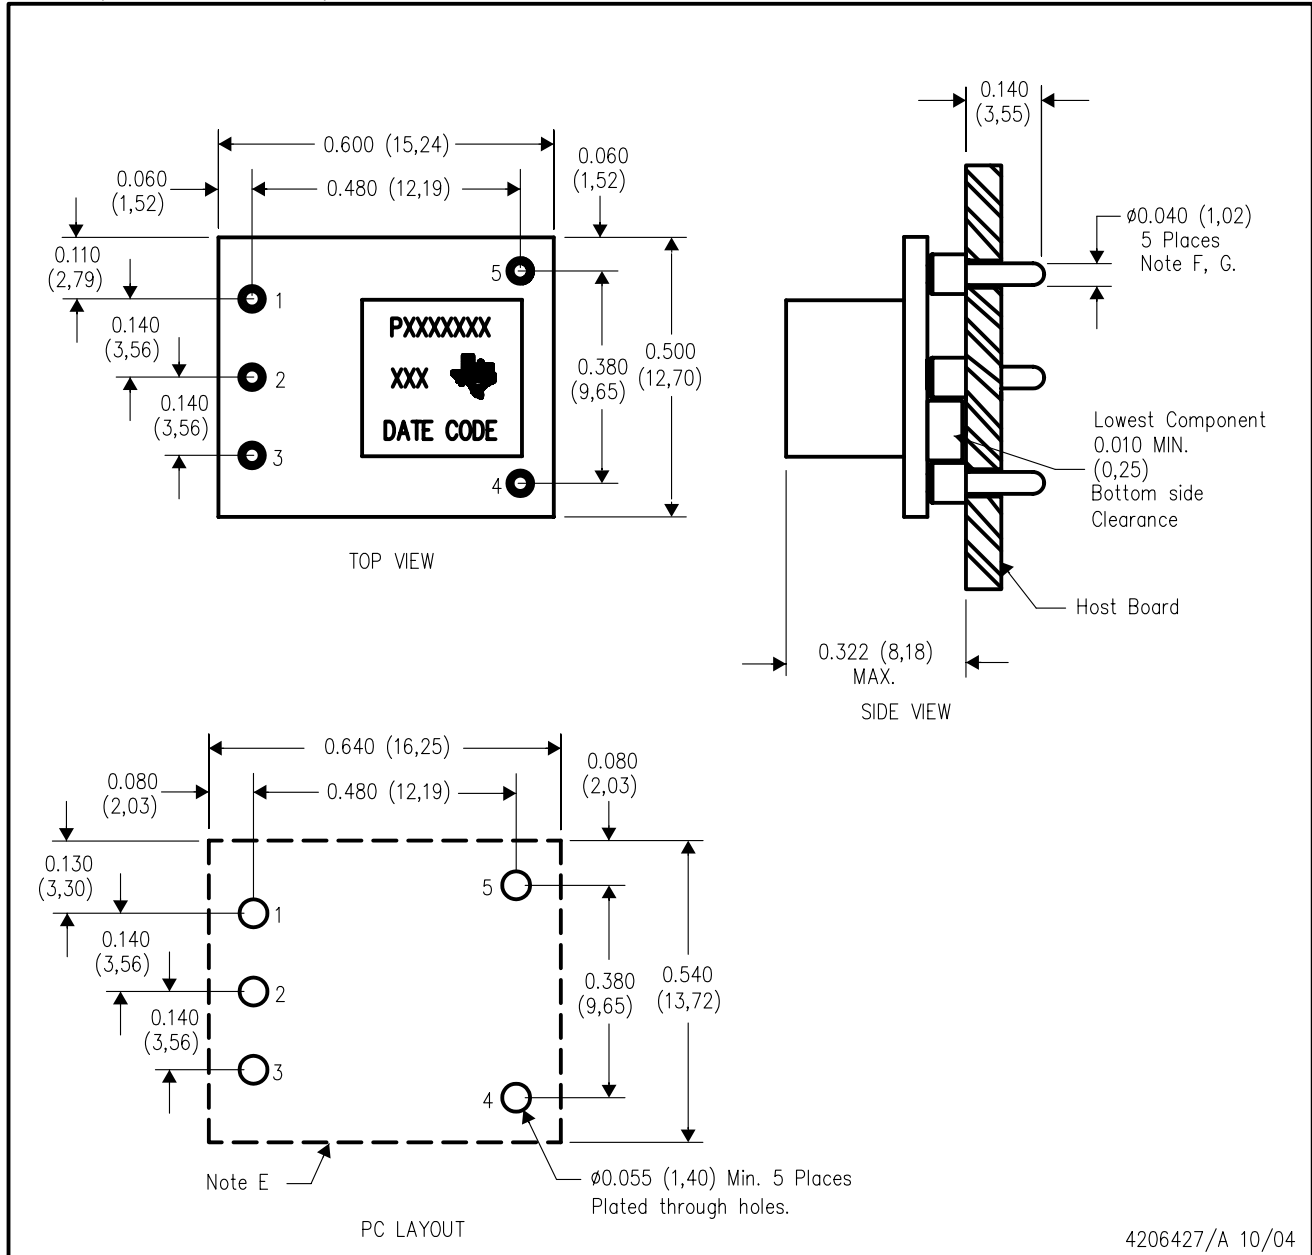 0.600 (15,24)
0.480 (12,19)
0.060
(1,52)
0.060
(1,52)
0.110
(2,79)
0.140
(3,56)
0.140
(3,56)
1
2
3
5
4
PXXXXXXX
XXX
DATE CODE
0.380
(9,65)
0.500
(12,70)
TOP VIEW
0.140
(3,55)
ø0.040 (1,02)
5 Places
Note F, G.
Lowest Component
0.010 MIN.
(0,25)
Bottom side
Clearance
Host Board
0.322 (8,18)
MAX.
SIDE VIEW
0.640 (16,25)
0.480 (12,19)
0.080
(2,03)
0.080
(2,03)
0.130
(3,30)
0.140
(3,56)
0.140
(3,56)
1
2
3
5
4
0.380
(9,65)
0.540
(13,72)
Note E
ø0.055 (1,40) Min. 5 Places
Plated through holes.
PC LAYOUT
4206427/A 10/04